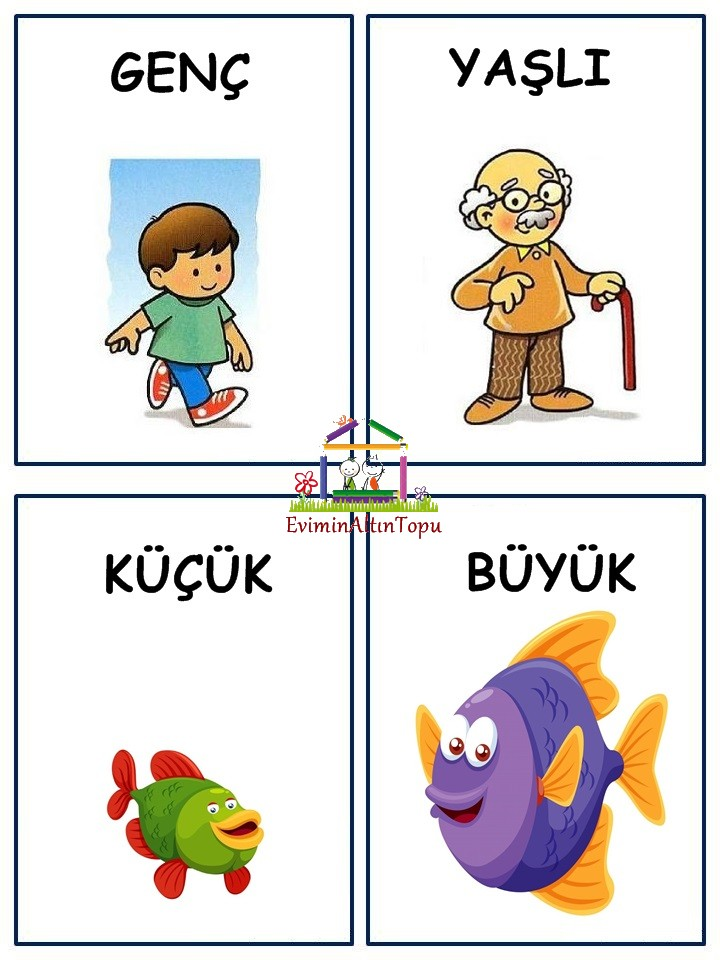 GENÇ
YAŞLI
EviminAltınTopu
KÜÇÜK
BÜYÜK